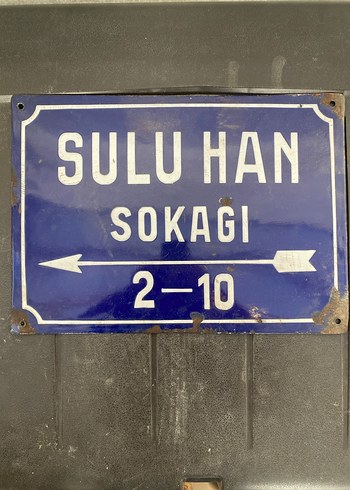 SULU HAN
SOKAGI
2-10